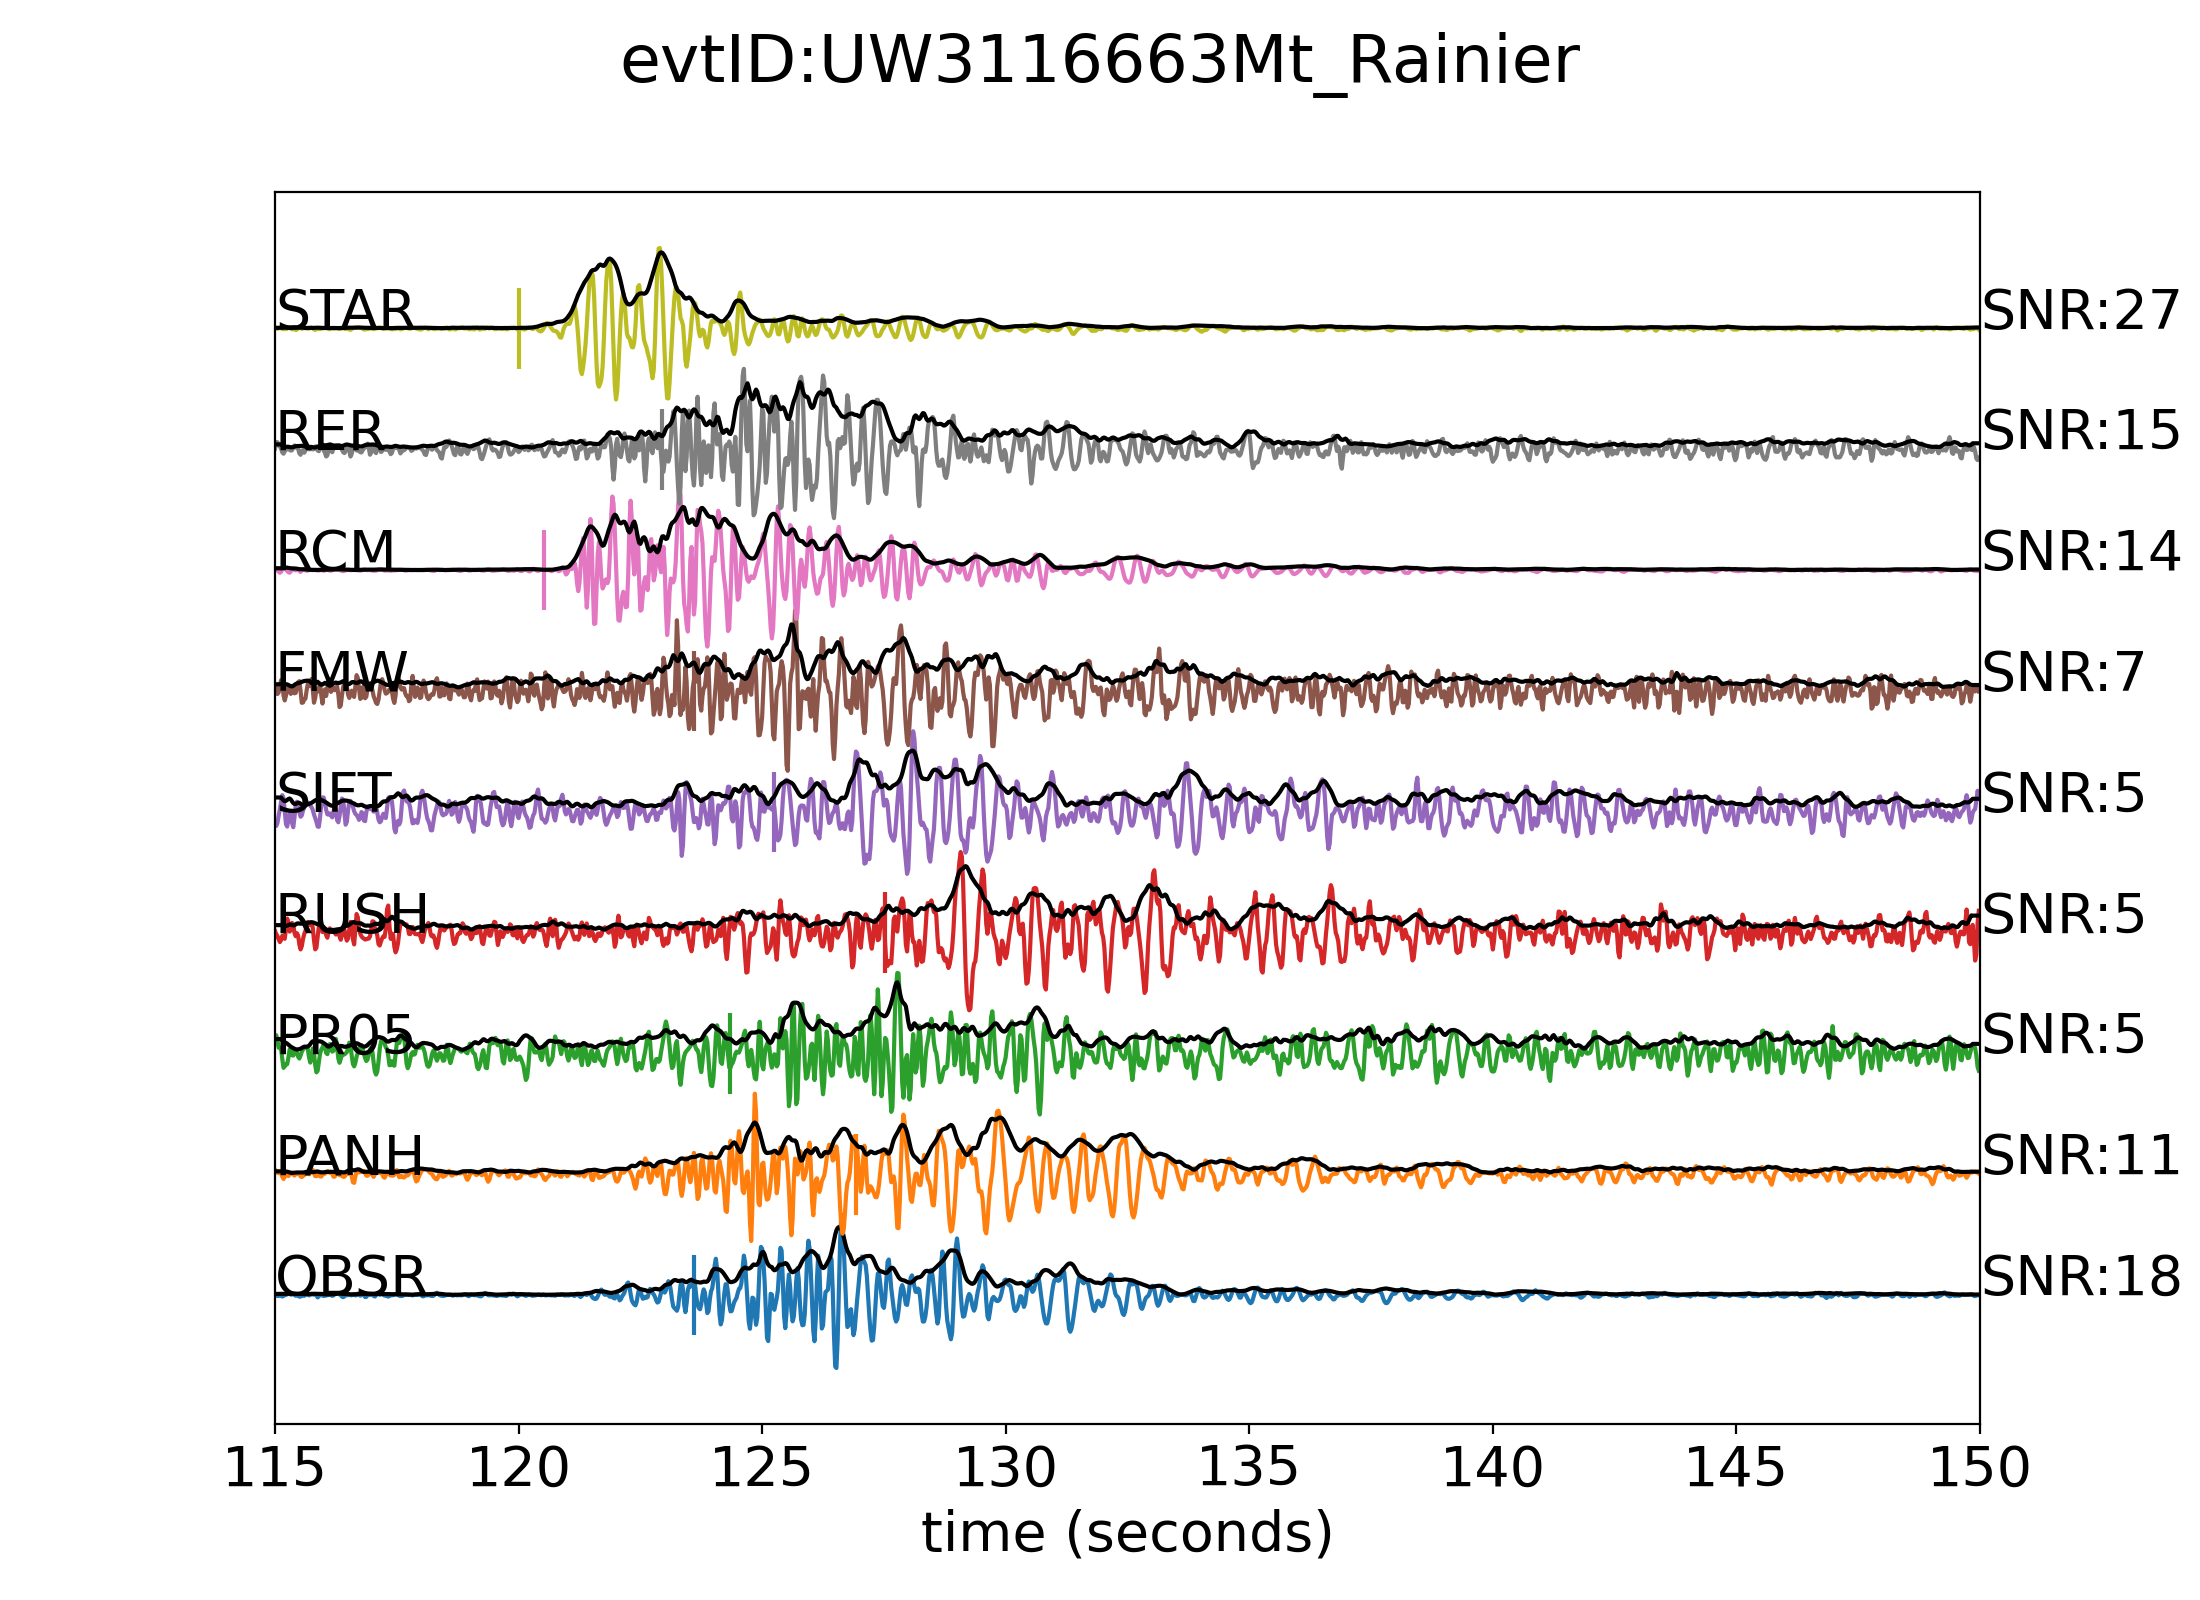 evtID:UW3116663Mt_Rainier
STAR SNR:27
RER SNR:15
RCM SNR:14
FMW SNR:7
SIFT SNR:5
RUSH SNR:5
PR05 SNR:5
PANH SNR:11
OBSR SNR:18
115 120 125 130 135 140 145 150
time (seconds)